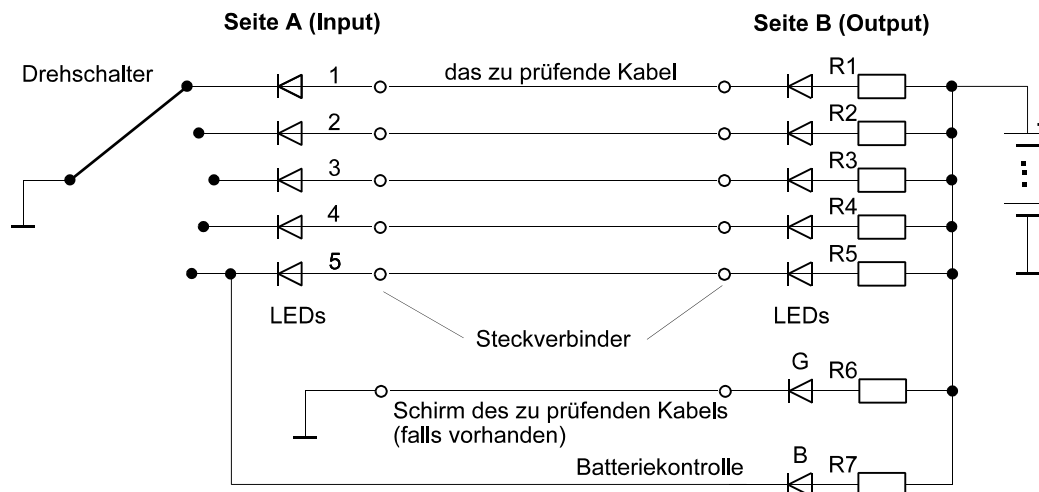 Seite A (Input)
Seite B (Output)
Drehschalter
1
das zu prüfende Kabel
R1
2
R2
3
R3
4
R4
5
R5
LEDs
LEDs
Steckverbinder
G
R6
Schirm des zu prüfenden Kabels
(falls vorhanden)
B
R7
Batteriekontrolle